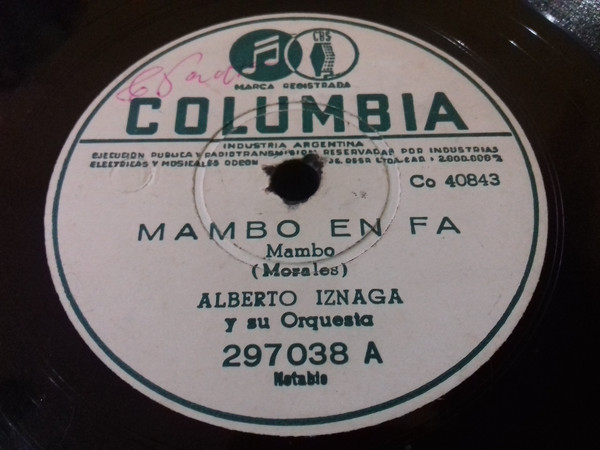 CBS
MARCA REGISTRADA
COLUMBIA
INDUSTRIA ARGENTINA
EJECUCION PUBLICA Y RADIOTRANSMISION RESERVADAS POR INDUSTRIAS
ELECTRICAS Y MUSICALES ODEON
Co 40843
MAMBO EN FA
Mambo
(Morales)
ALBERTO IZNAGA
y su Orquesta
297038 A
Notable